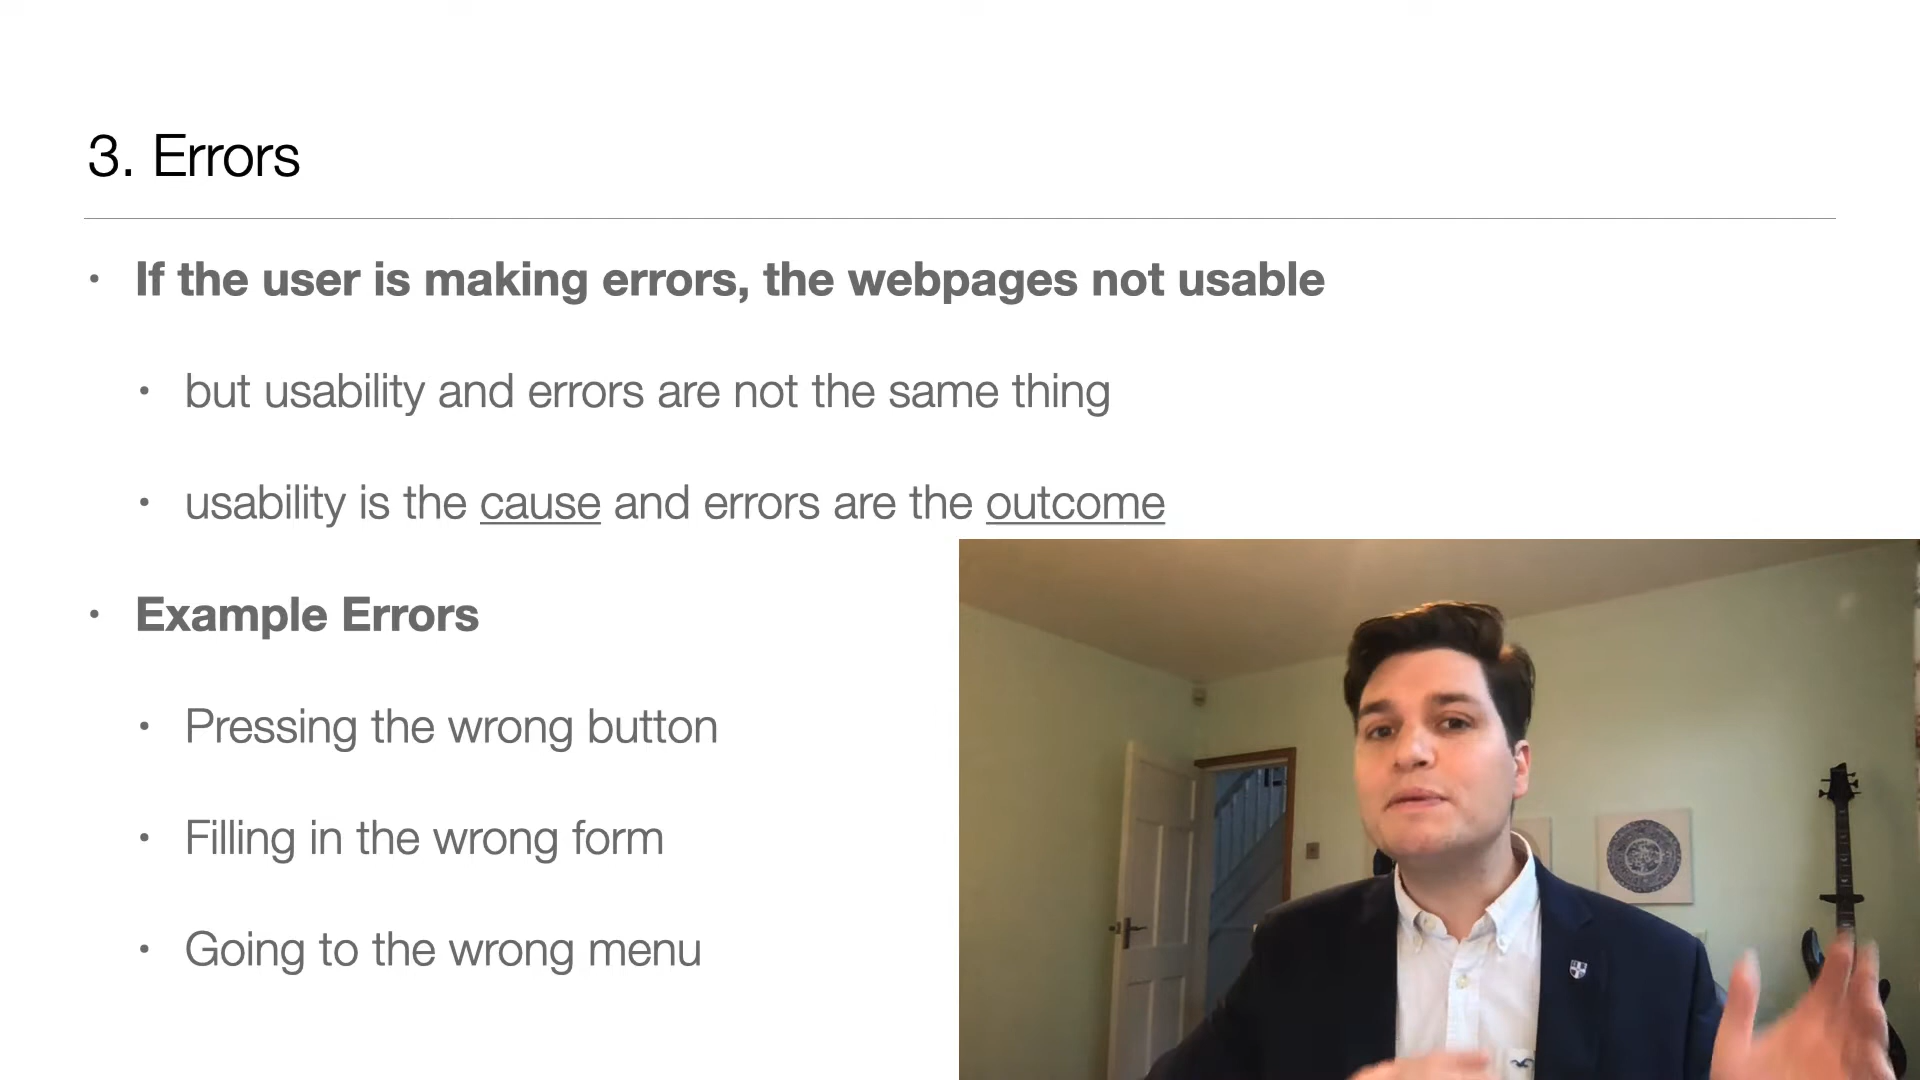 3. Errors
• If the user is making errors, the webpages not usable
• but usability and errors are not the same thing
• usability is the cause and errors are the outcome
• Example Errors
• Pressing the wrong button
• Filling in the wrong form
• Going to the wrong menu